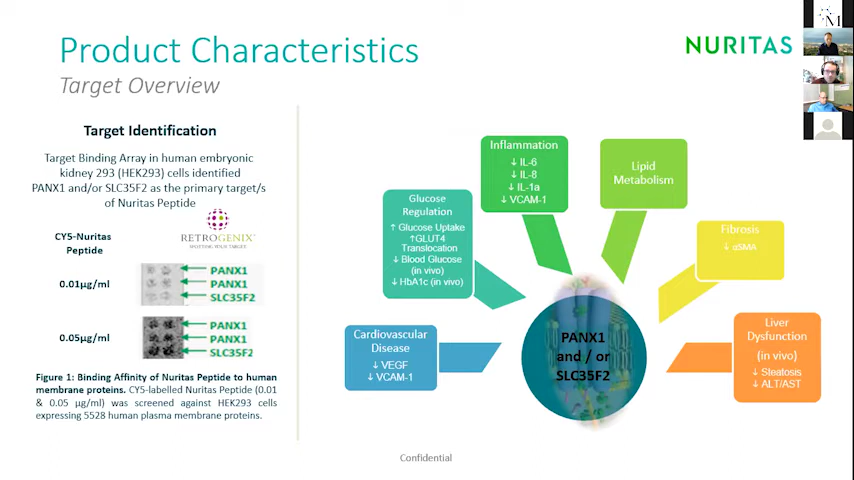 Product Characteristics
Target Overview
NURITAS
M
Target Identification
Target Binding Array in human embryonic
kidney 293 (HEK293) cells identified
PANX1 and/or SLC35F2 as the primary target/s
of Nuritas Peptide
CY5-Nuritas
Peptide
RETROGENIX
0.01µg/ml
PANX1
PANX1
SLC35F2
0.05µg/ml
PANX1
PANX1
SLC35F2
Figure 1: Binding Affinity of Nuritas Peptide to human
membrane proteins. CY5-labelled Nuritas Peptide (0.01
& 0.05 µg/ml) was screened against HEK293 cells
expressing 5528 human plasma membrane proteins.
Cardiovascular
Disease
↓ VEGF
↓ VCAM-1
Glucose
Regulation
↑ Glucose Uptake
↑GLUT4
Translocation
↓ Blood Glucose
(in vivo)
↓ HbA1c (in vivo)
Inflammation
↓ IL-6
↓ IL-8
↓ IL-1a
↓ VCAM-1
Lipid
Metabolism
Fibrosis
↓ αSMA
Liver
Dysfunction
(in vivo)
↓ Steatosis
↓ ALT/AST
PANX1
and / or
SLC35F2
Confidential